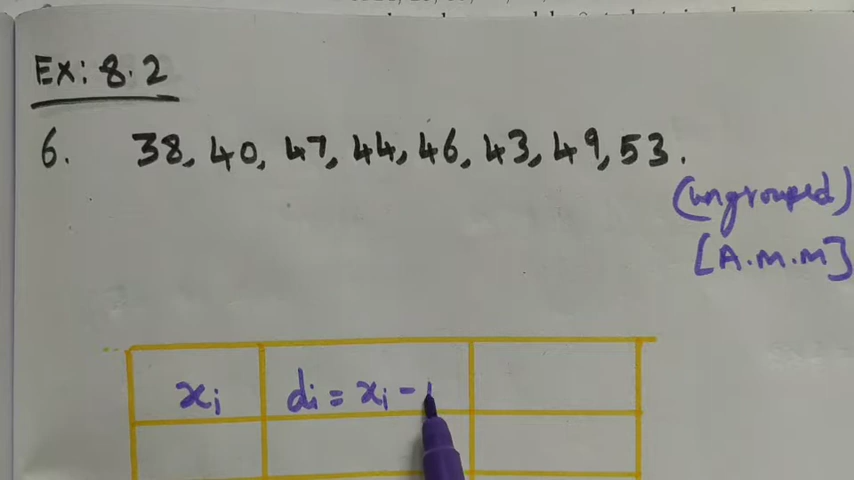 Ex: 8.2
6. 38, 40, 47, 44, 46, 43, 49, 53.
(ungrouped)
[A.M.M]
xi di = xi -